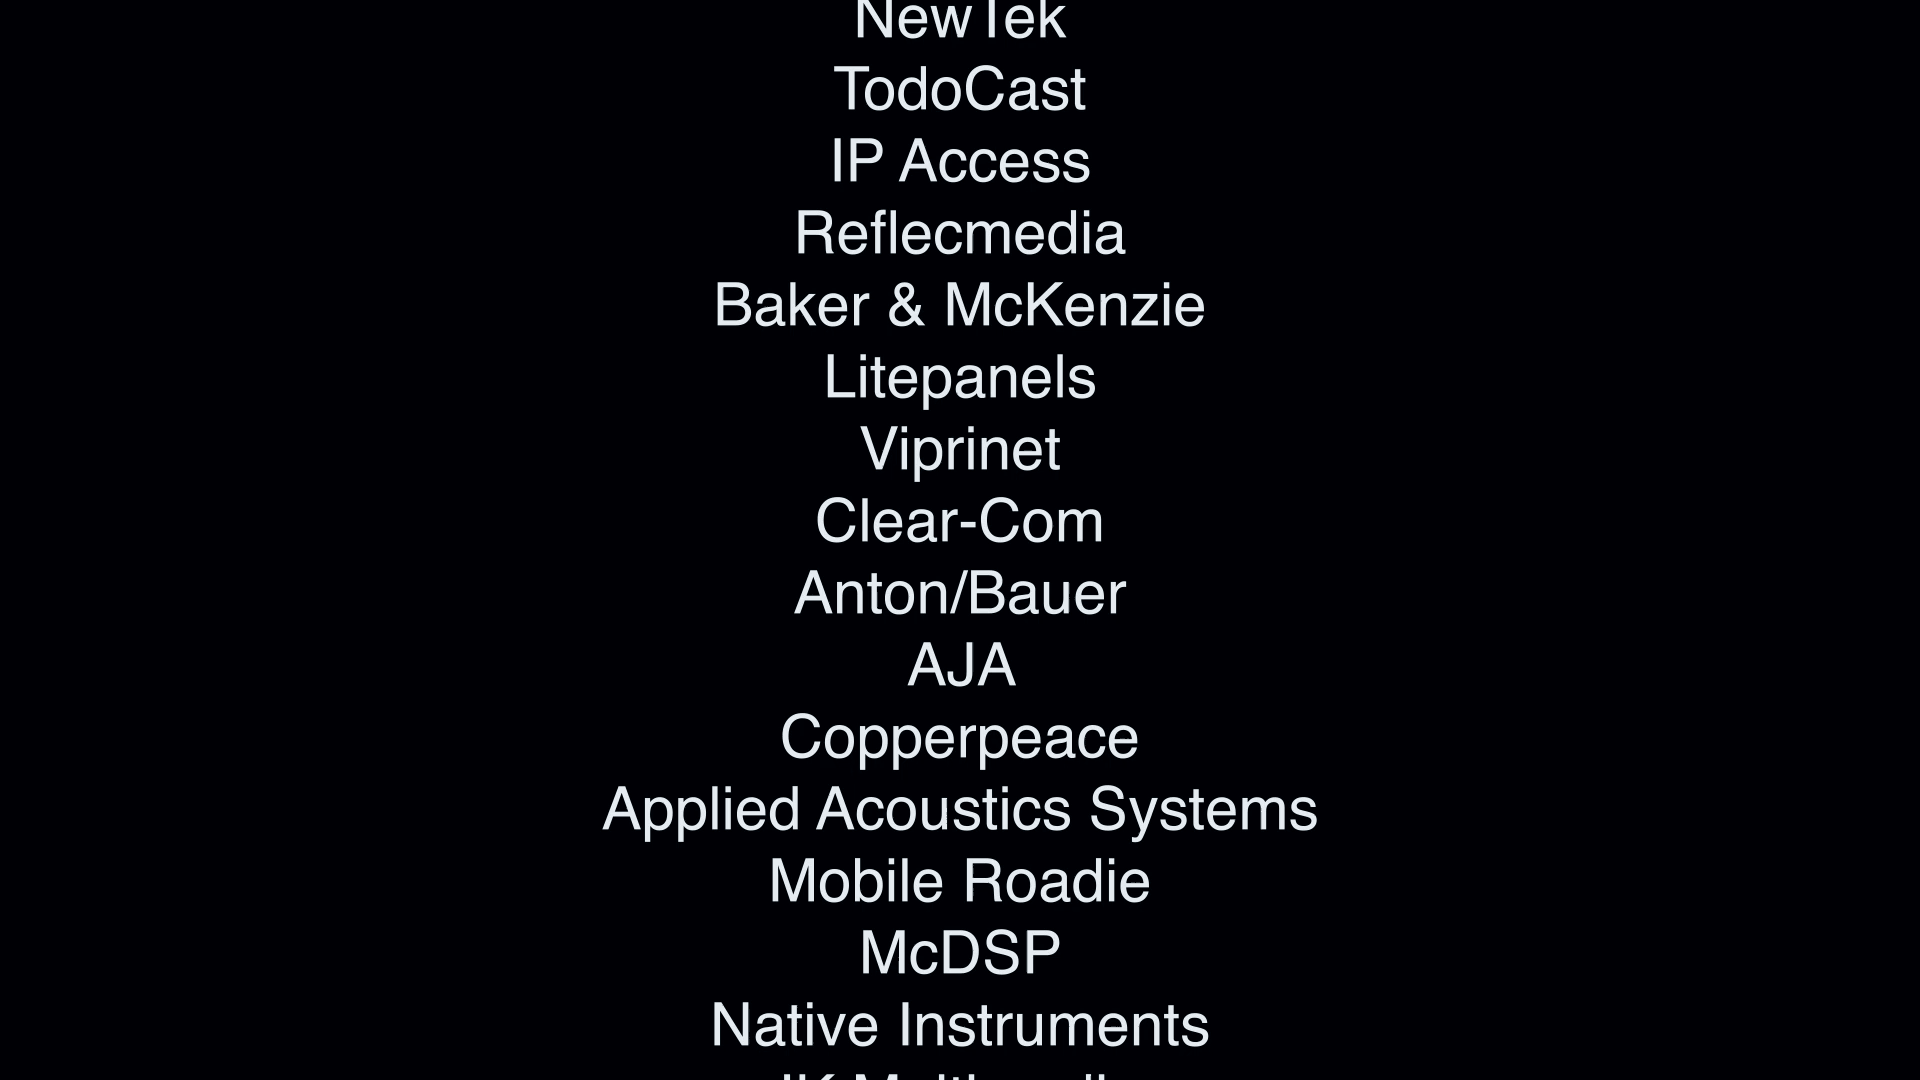 NewTek
TodoCast
IP Access
Reflecmedia
Baker & McKenzie
Litepanels
Viprinet
Clear-Com
Anton/Bauer
AJA
Copperpeace
Applied Acoustics Systems
Mobile Roadie
McDSP
Native Instruments